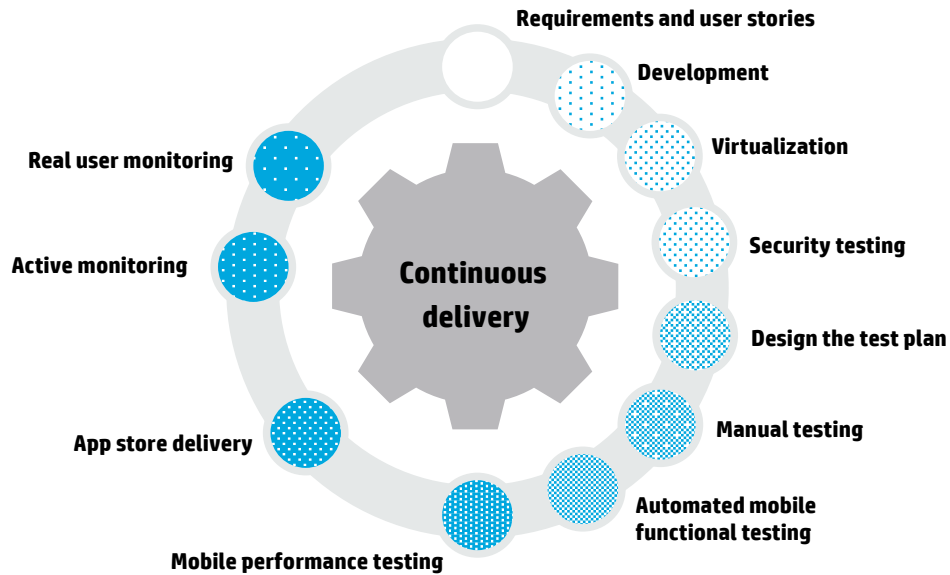 Requirements and user stories
Development
Virtualization
Security testing
Design the test plan
Manual testing
Automated mobile
functional testing
Mobile performance testing
App store delivery
Active monitoring
Real user monitoring
Continuous
delivery